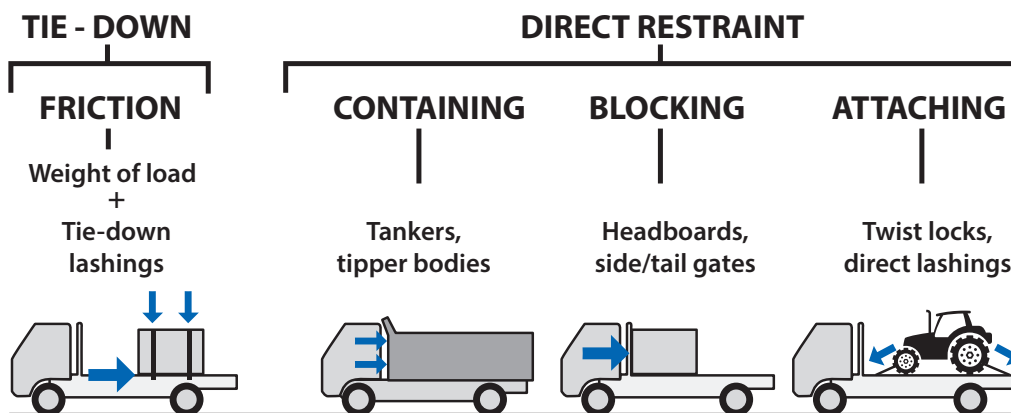 TIE - DOWN
FRICTION
Weight of load
+
Tie-down
lashings
DIRECT RESTRAINT
CONTAINING
Tankers,
tipper bodies
BLOCKING
Headboards,
side/tail gates
ATTACHING
Twist locks,
direct lashings